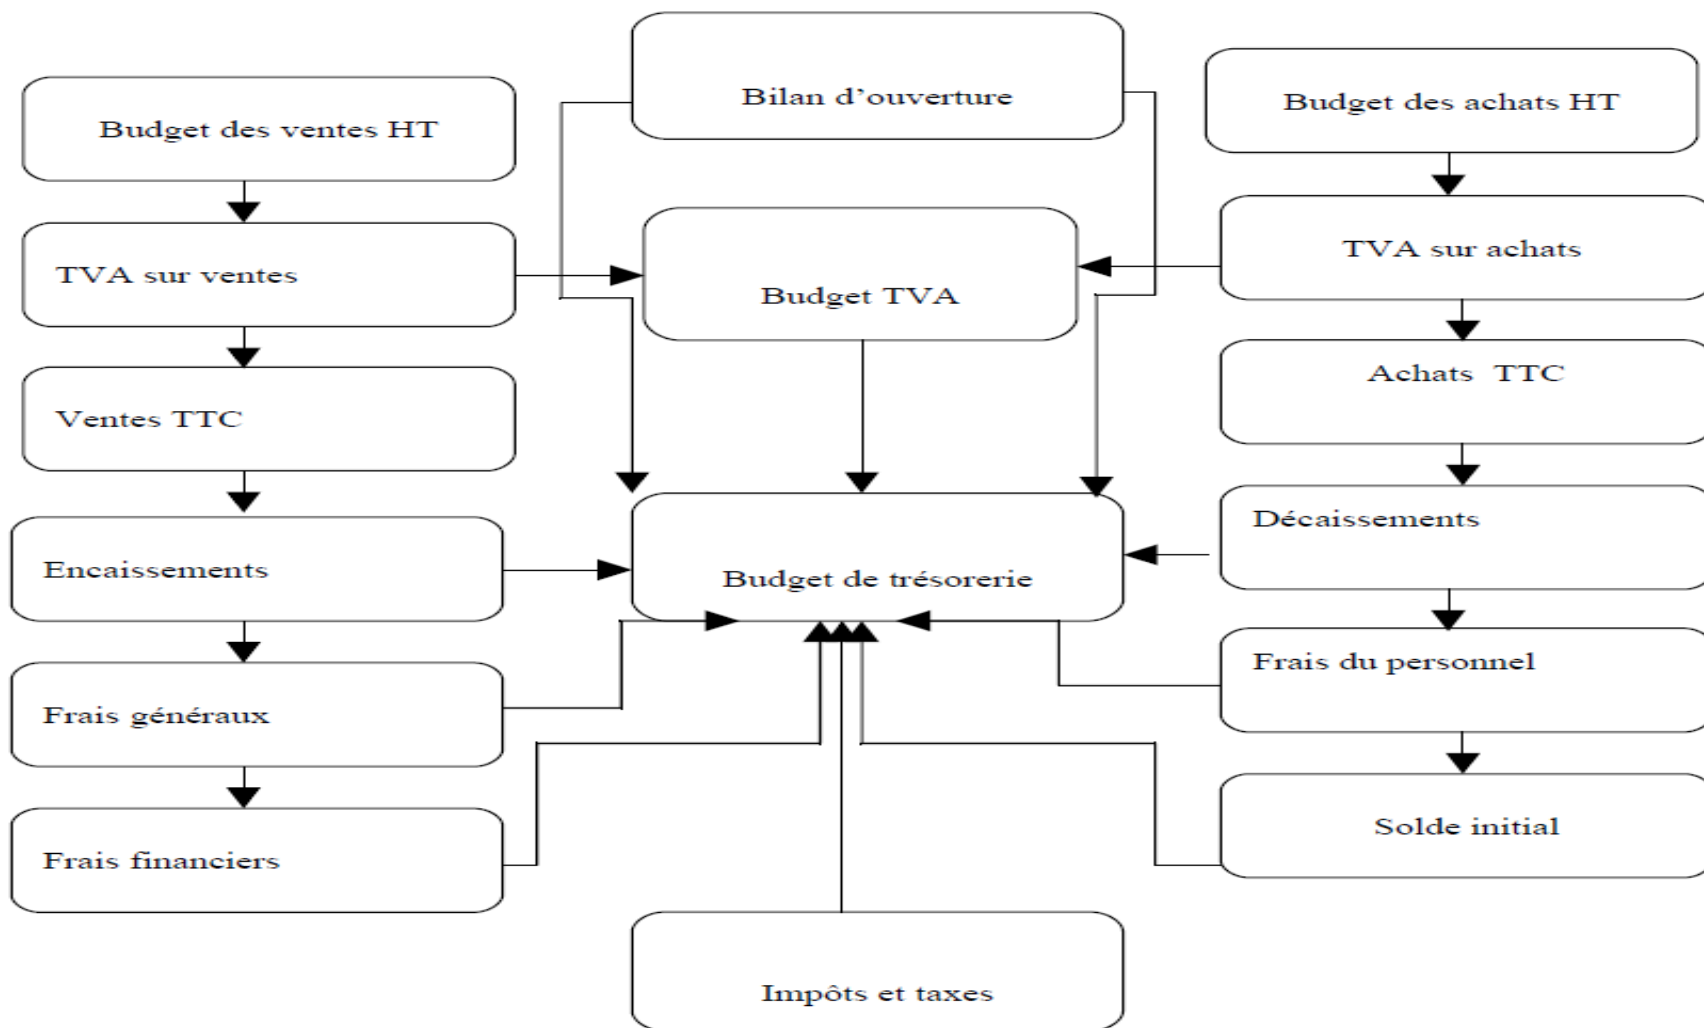 Bilan d’ouverture
Budget des ventes HT
Budget des achats HT
TVA sur ventes
Budget TVA
TVA sur achats
Ventes TTC
Achats TTC
Encaissements
Budget de trésorerie
Décaissements
Frais généraux
Frais du personnel
Frais financiers
Solde initial
Impôts et taxes